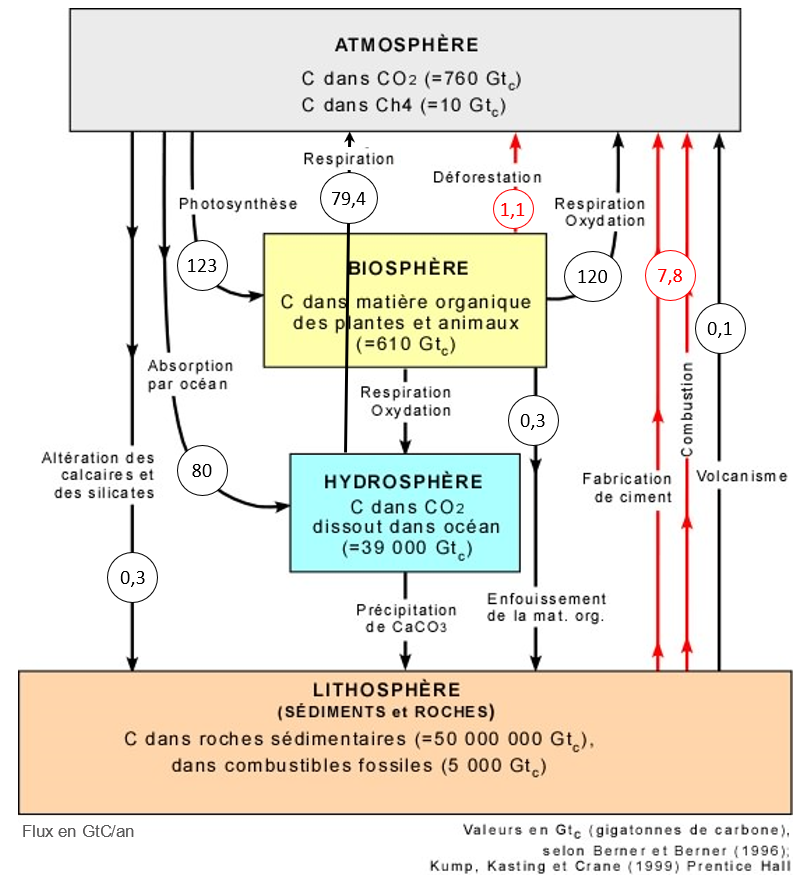 ATMOSPHÈRE
C dans CO2 (=760 Gtc)
C dans Ch4 (=10 Gtc)
Respiration
Déforestation
Photosynthèse
79,4
1,1
Respiration
Oxydation
123
BIOSPHÈRE
C dans matière organique
des plantes et animaux
(=610 Gtc)
120
7,8
0,1
Absorption
par océan
Respiration
Oxydation
0,3
Combustion
Altération des
calcaires et
des silicates
80
HYDROSPHÈRE
C dans CO2
dissout dans océan
(=39 000 Gtc)
Fabrication
de ciment
Volcanisme
0,3
Précipitation
de CaCO3
Enfouissement
de la mat. org.
LITHOSPHÈRE
(SÉDIMENTS et ROCHES)
C dans roches sédimentaires (=50 000 000 Gtc),
dans combustibles fossiles (5 000 Gtc)
Flux en GtC/an
Valeurs en Gtc (gigatonnes de carbone),
selon Berner et Berner (1996);
Kump, Kasting et Crane (1999) Prentice Hall